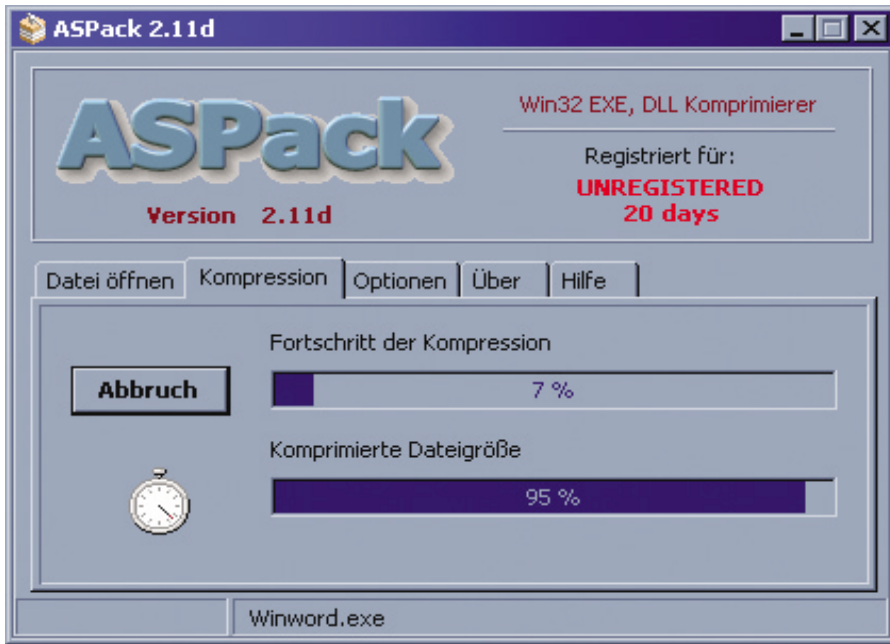 ASPack 2.11d
ASPack
Version 2.11d
Win32 EXE, DLL Komprimierer
Registriert für:
UNREGISTERED
20 days
Datei öffnen Kompression Optionen Über Hilfe
Fortschritt der Kompression
Abbruch
7 %
Komprimierte Dateigröße
95 %
Winword.exe